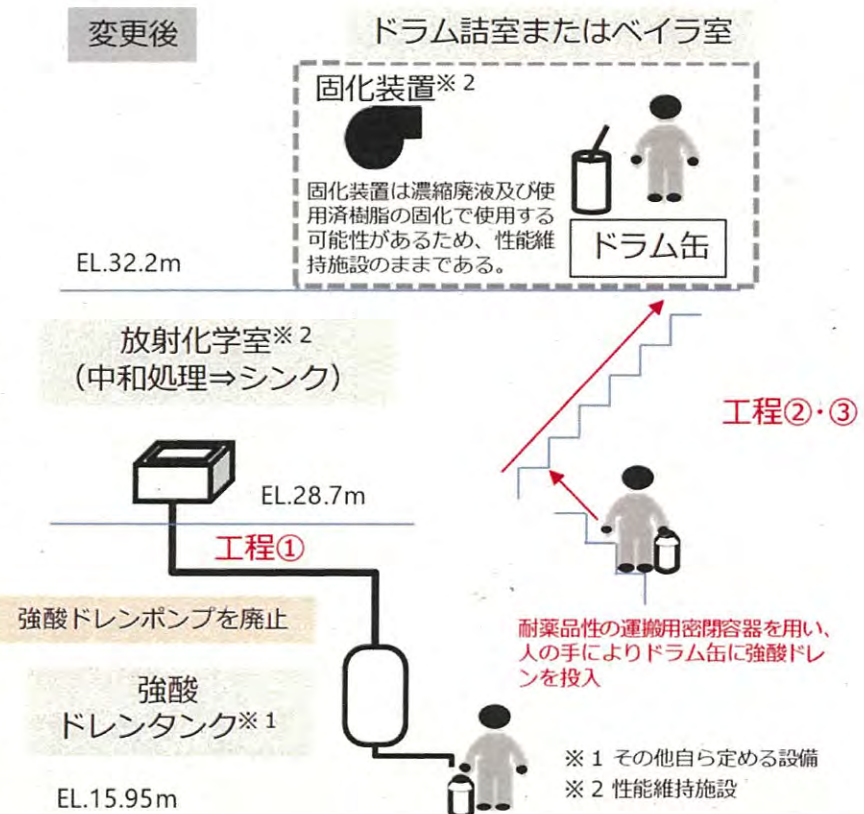 変更後
ドラム詰室またはベイラ室
固化装置※2
固化装置は濃縮廃液及び使
用済樹脂の固化で使用する
可能性があるため、性能維
持施設のままである。
ドラム缶
EL.32.2m
放射化学室※2
（中和処理⇒シンク）
工程②・③
EL.28.7m
工程①
強酸ドレンポンプを廃止
耐薬品性の運搬用密閉容器を用い、
人の手によりドラム缶に強酸ドレ
ンを投入
強酸
ドレンタンク※1
※1 その他自ら定める設備
※2 性能維持施設
EL.15.95m